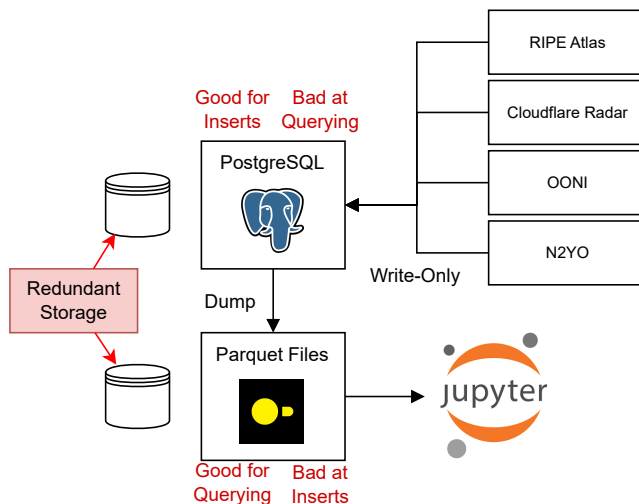 RIPE Atlas
Cloudflare Radar
OONI
N2YO
Good for
Inserts
Bad at
Querying
PostgreSQL
Write-Only
Redundant
Storage
Dump
Parquet Files
jupyter
Good for
Querying
Bad at
Inserts